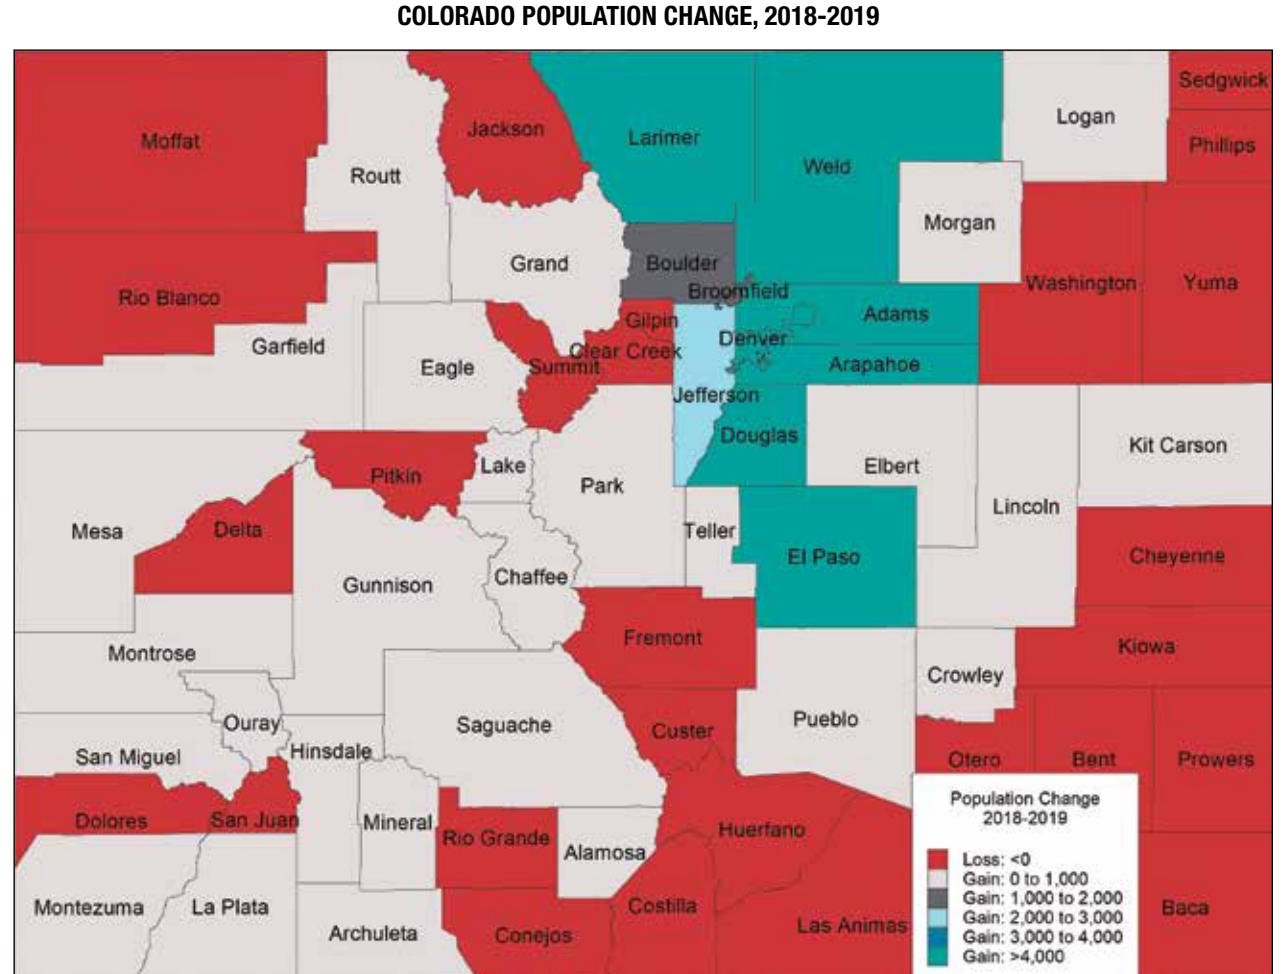 COLORADO POPULATION CHANGE, 2018-2019
Sedgwick
Logan
Jackson
Larimer
Moffat
Phillips
Weld
Routt
Morgan
Grand
Boulder
Washington
Yuma
Broomfield
Rio Blanco
Adams
Gilpin
Denver
Garfield
Clear Creek
Arapahoe
Eagle
Summit
Jefferson
Douglas
Kit Carson
Lake
Elbert
Pitkin
Park
Lincoln
Mesa
Delta
Teller
El Paso
Cheyenne
Chaffee
Gunnison
Fremont
Kiowa
Montrose
Crowley
Ouray
Saguache
Pueblo
Custer
Hinsdale
San Miguel
Otero
Bent
Prowers
Dolores
San Juan
Mineral
Huerfano
Rio Grande
Alamosa
Montezuma
La Plata
Costilla
Baca
Las Animas
Archuleta
Conejos
Population Change
2018-2019
Loss: <0
Gain: 0 to 1,000
Gain: 1,000 to 2,000
Gain: 2,000 to 3,000
Gain: 3,000 to 4,000
Gain: >4,000